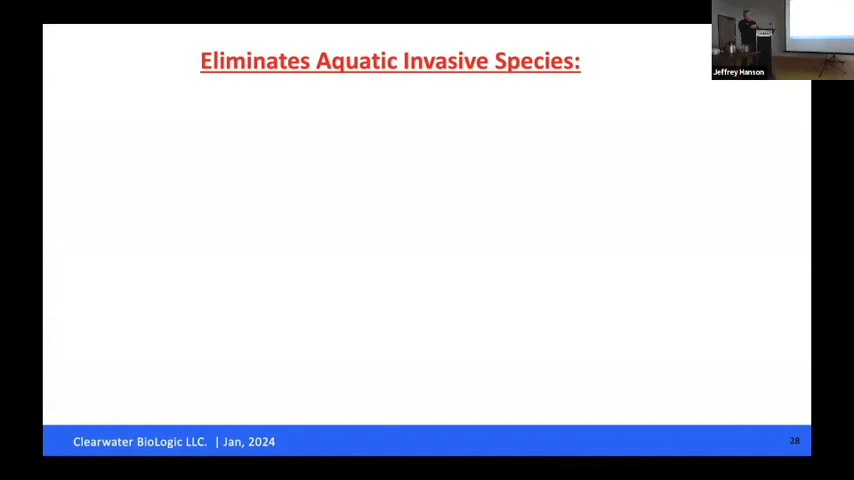 Eliminates Aquatic Invasive Species:
Jeffrey Hanson
Clearwater BioLogic LLC. | Jan, 2024
28